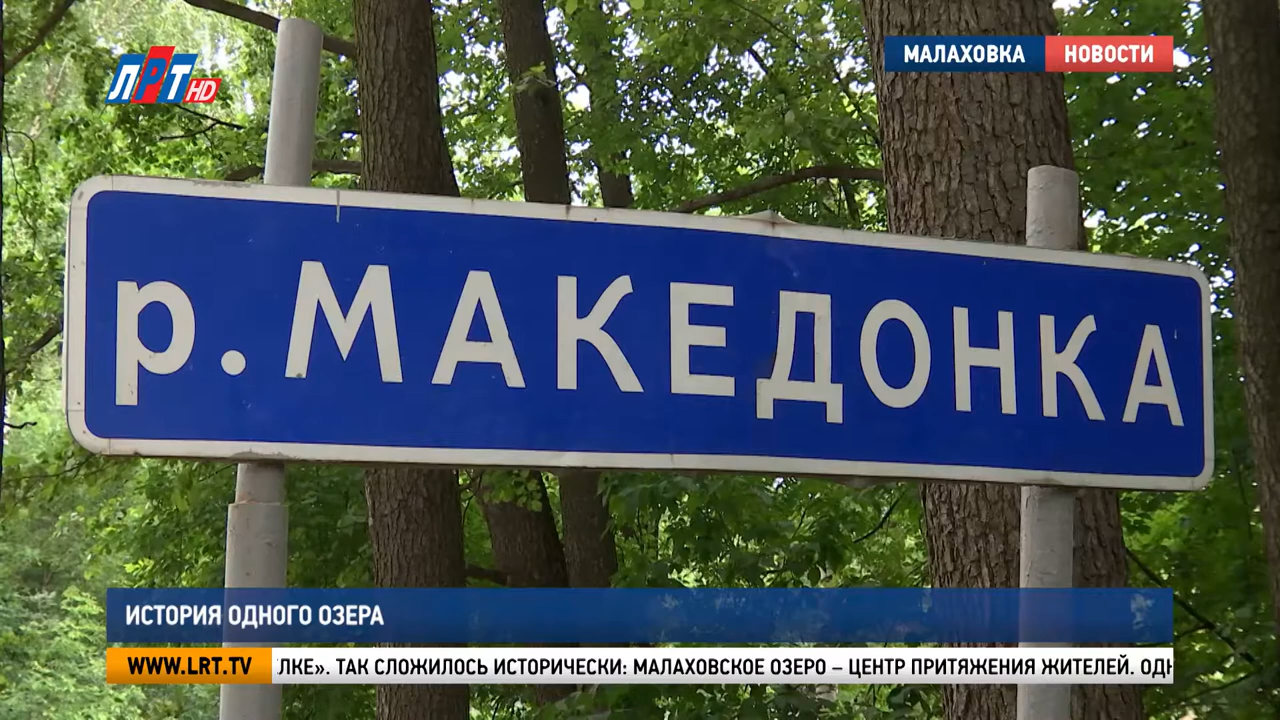 ЛРТ HD
МАЛАХОВКА НОВОСТИ
р. МАКЕДОНКА
ИСТОРИЯ ОДНОГО ОЗЕРА
WWW.LRT.TV
ЛКЕ». ТАК СЛОЖИЛОСЬ ИСТОРИЧЕСКИ: МАЛАХОВСКОЕ ОЗЕРО – ЦЕНТР ПРИТЯЖЕНИЯ ЖИТЕЛЕЙ.